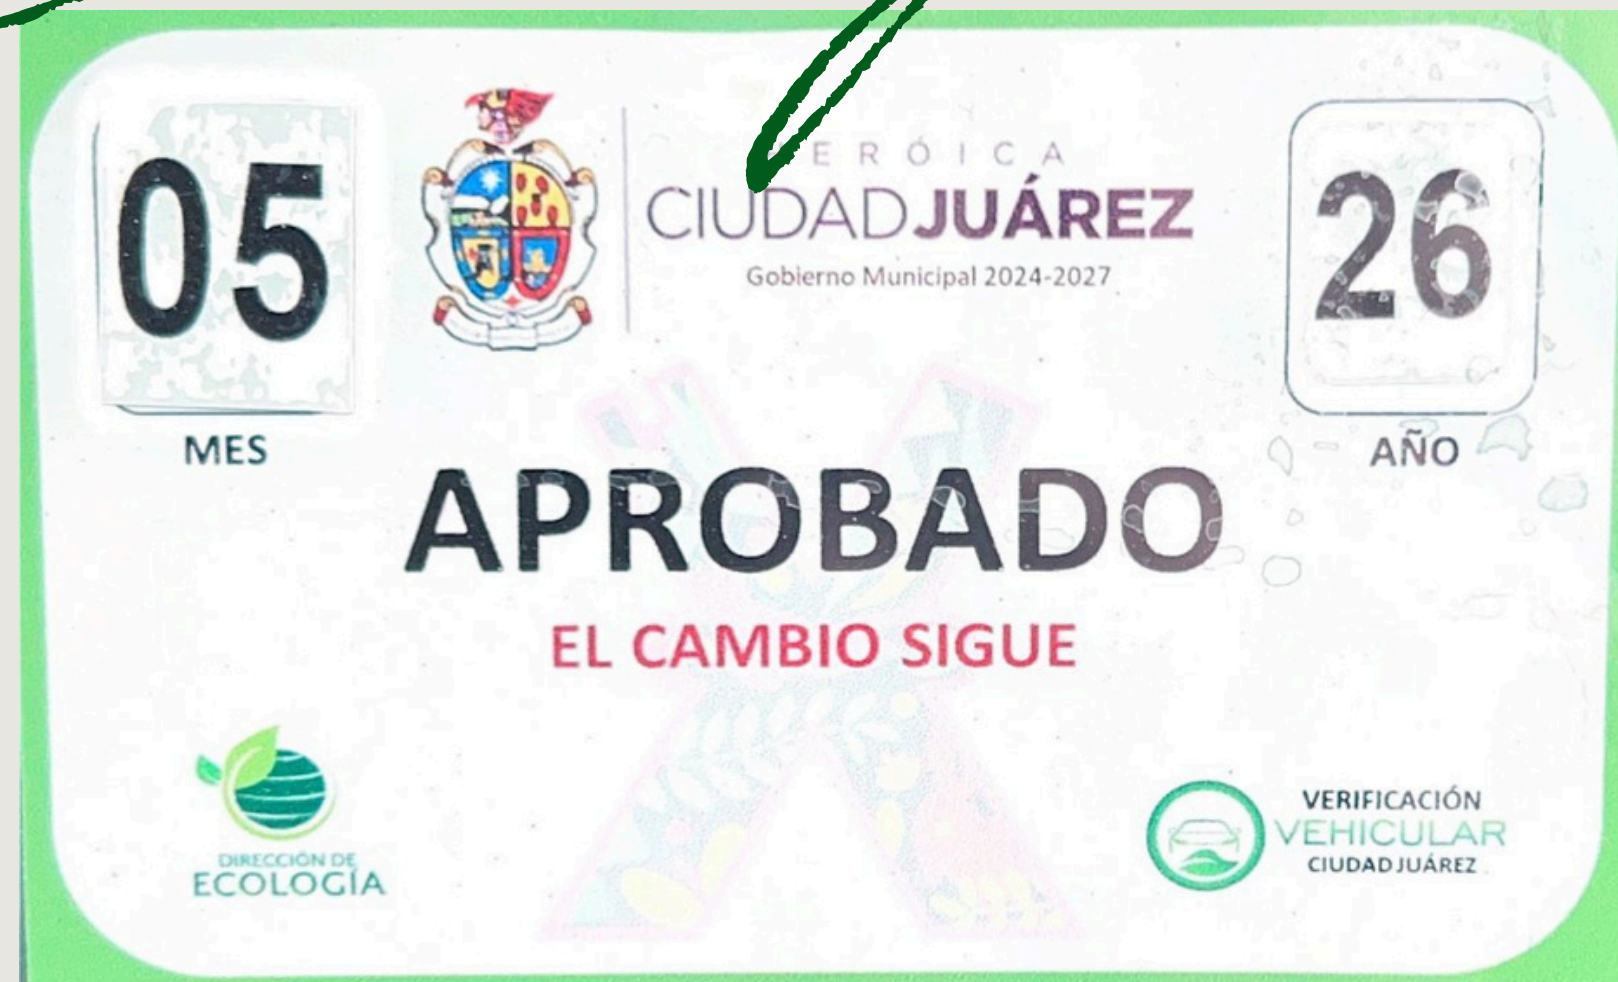 05
MES
ERÓICA
CIUDAD JUÁREZ
Gobierno Municipal 2024-2027
26
AÑO
APROBADO
EL CAMBIO SIGUE
DIRECCIÓN DE
ECOLOGÍA
VERIFICACIÓN
VEHICULAR
CIUDAD JUÁREZ